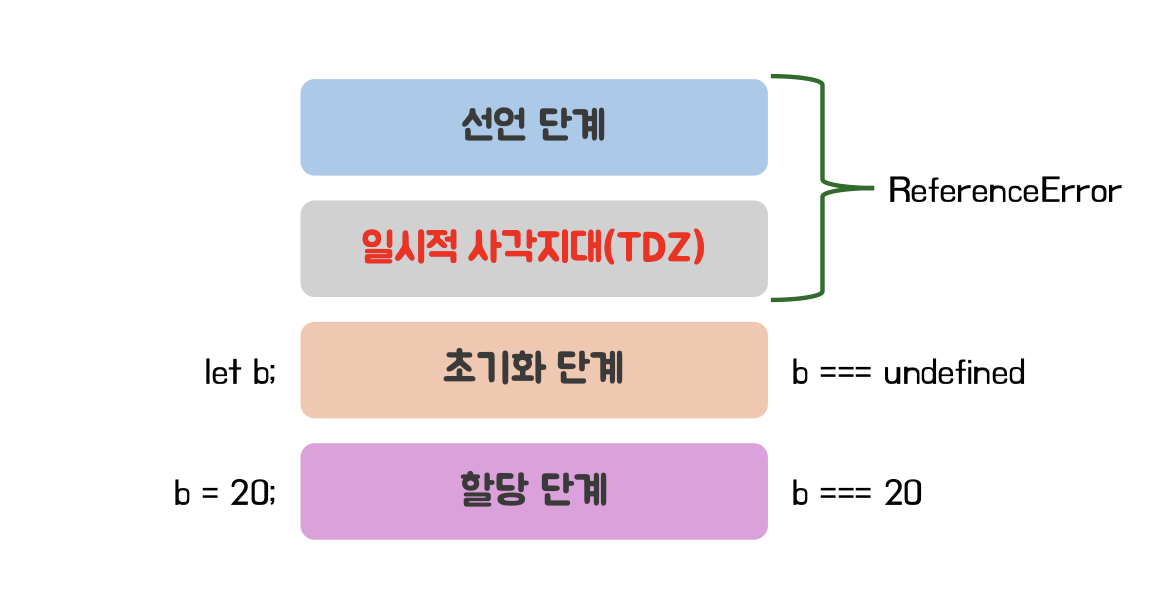 선언 단계
일시적 사각지대(TDZ)
ReferenceError
let b;
초기화 단계
b === undefined
b = 20;
할당 단계
b === 20